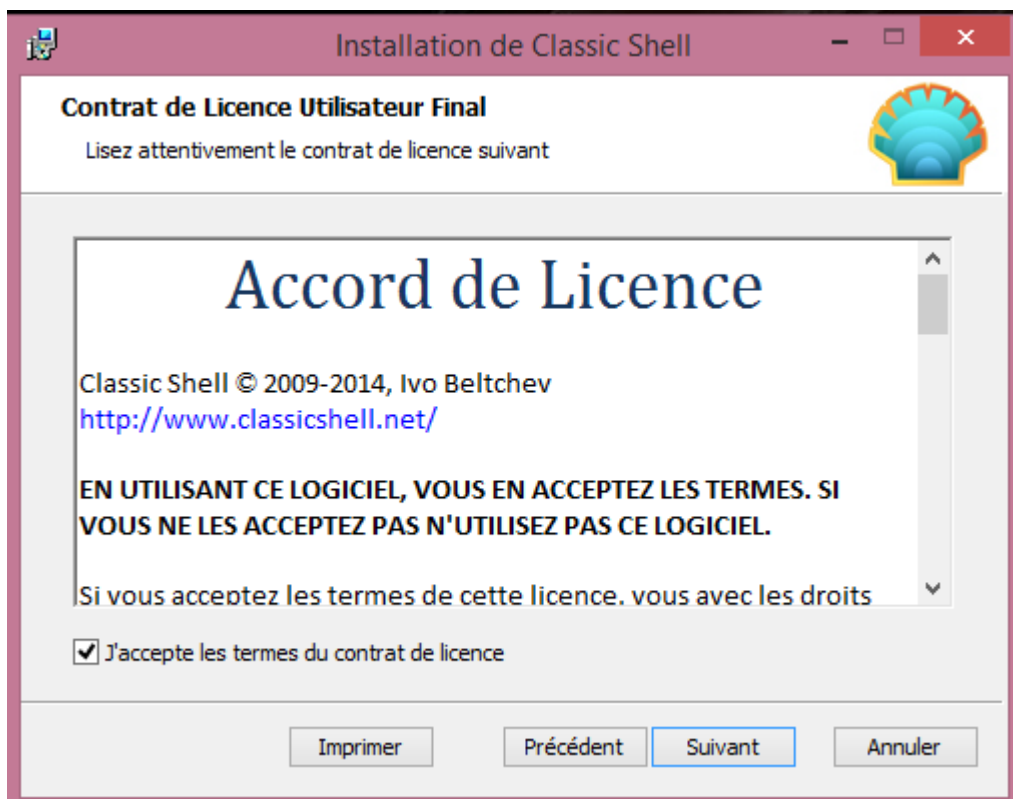 Installation de Classic Shell
Contrat de Licence Utilisateur Final
Lisez attentivement le contrat de licence suivant
Accord de Licence
Classic Shell © 2009-2014, Ivo Beltchev
http://www.classicshell.net/
EN UTILISANT CE LOGICIEL, VOUS EN ACCEPTEZ LES TERMES. SI
VOUS NE LES ACCEPTEZ PAS N'UTILISEZ PAS CE LOGICIEL.
Si vous acceptez les termes de cette licence, vous avec les droits
J'accepte les termes du contrat de licence
Imprimer Précédent Suivant Annuler